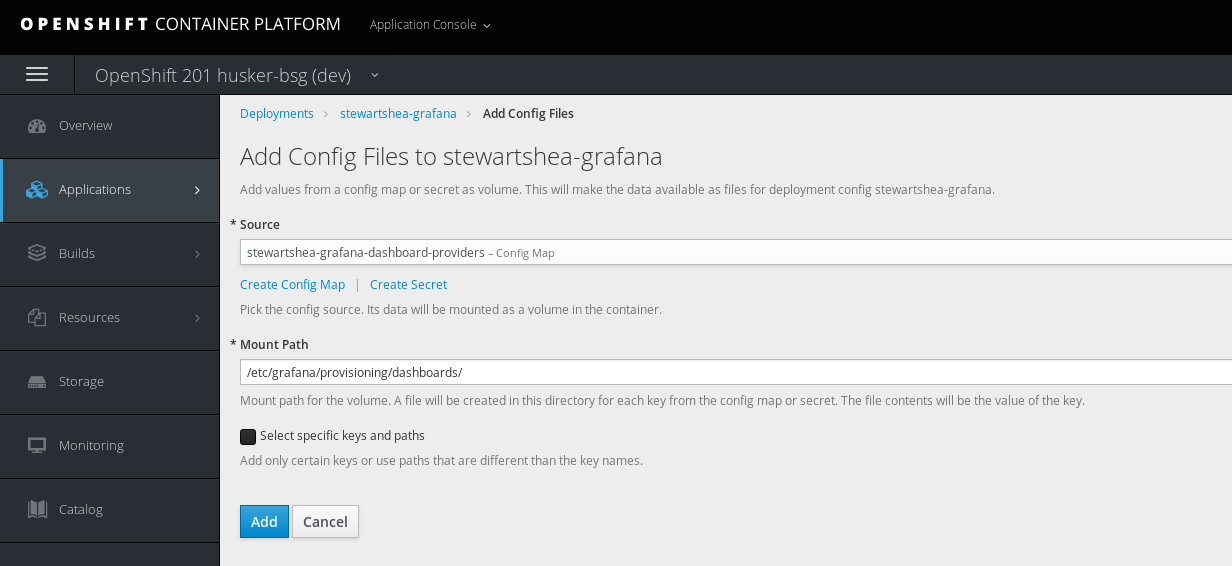 OPENSHIFT CONTAINER PLATFORM Application Console
OpenShift 201 husker-bsg (dev)
Overview
Applications
Builds
Resources
Storage
Monitoring
Catalog
Deployments › stewartshea-grafana › Add Config Files
Add Config Files to stewartshea-grafana
Add values from a config map or secret as volume. This will make the data available as files for deployment config stewartshea-grafana.
* Source
stewartshea-grafana-dashboard-providers – Config Map
Create Config Map | Create Secret
Pick the config source. Its data will be mounted as a volume in the container.
* Mount Path
/etc/grafana/provisioning/dashboards/
Mount path for the volume. A file will be created in this directory for each key from the config map or secret. The file contents will be the value of the key.
Select specific keys and paths
Add only certain keys or use paths that are different than the key names.
Add Cancel